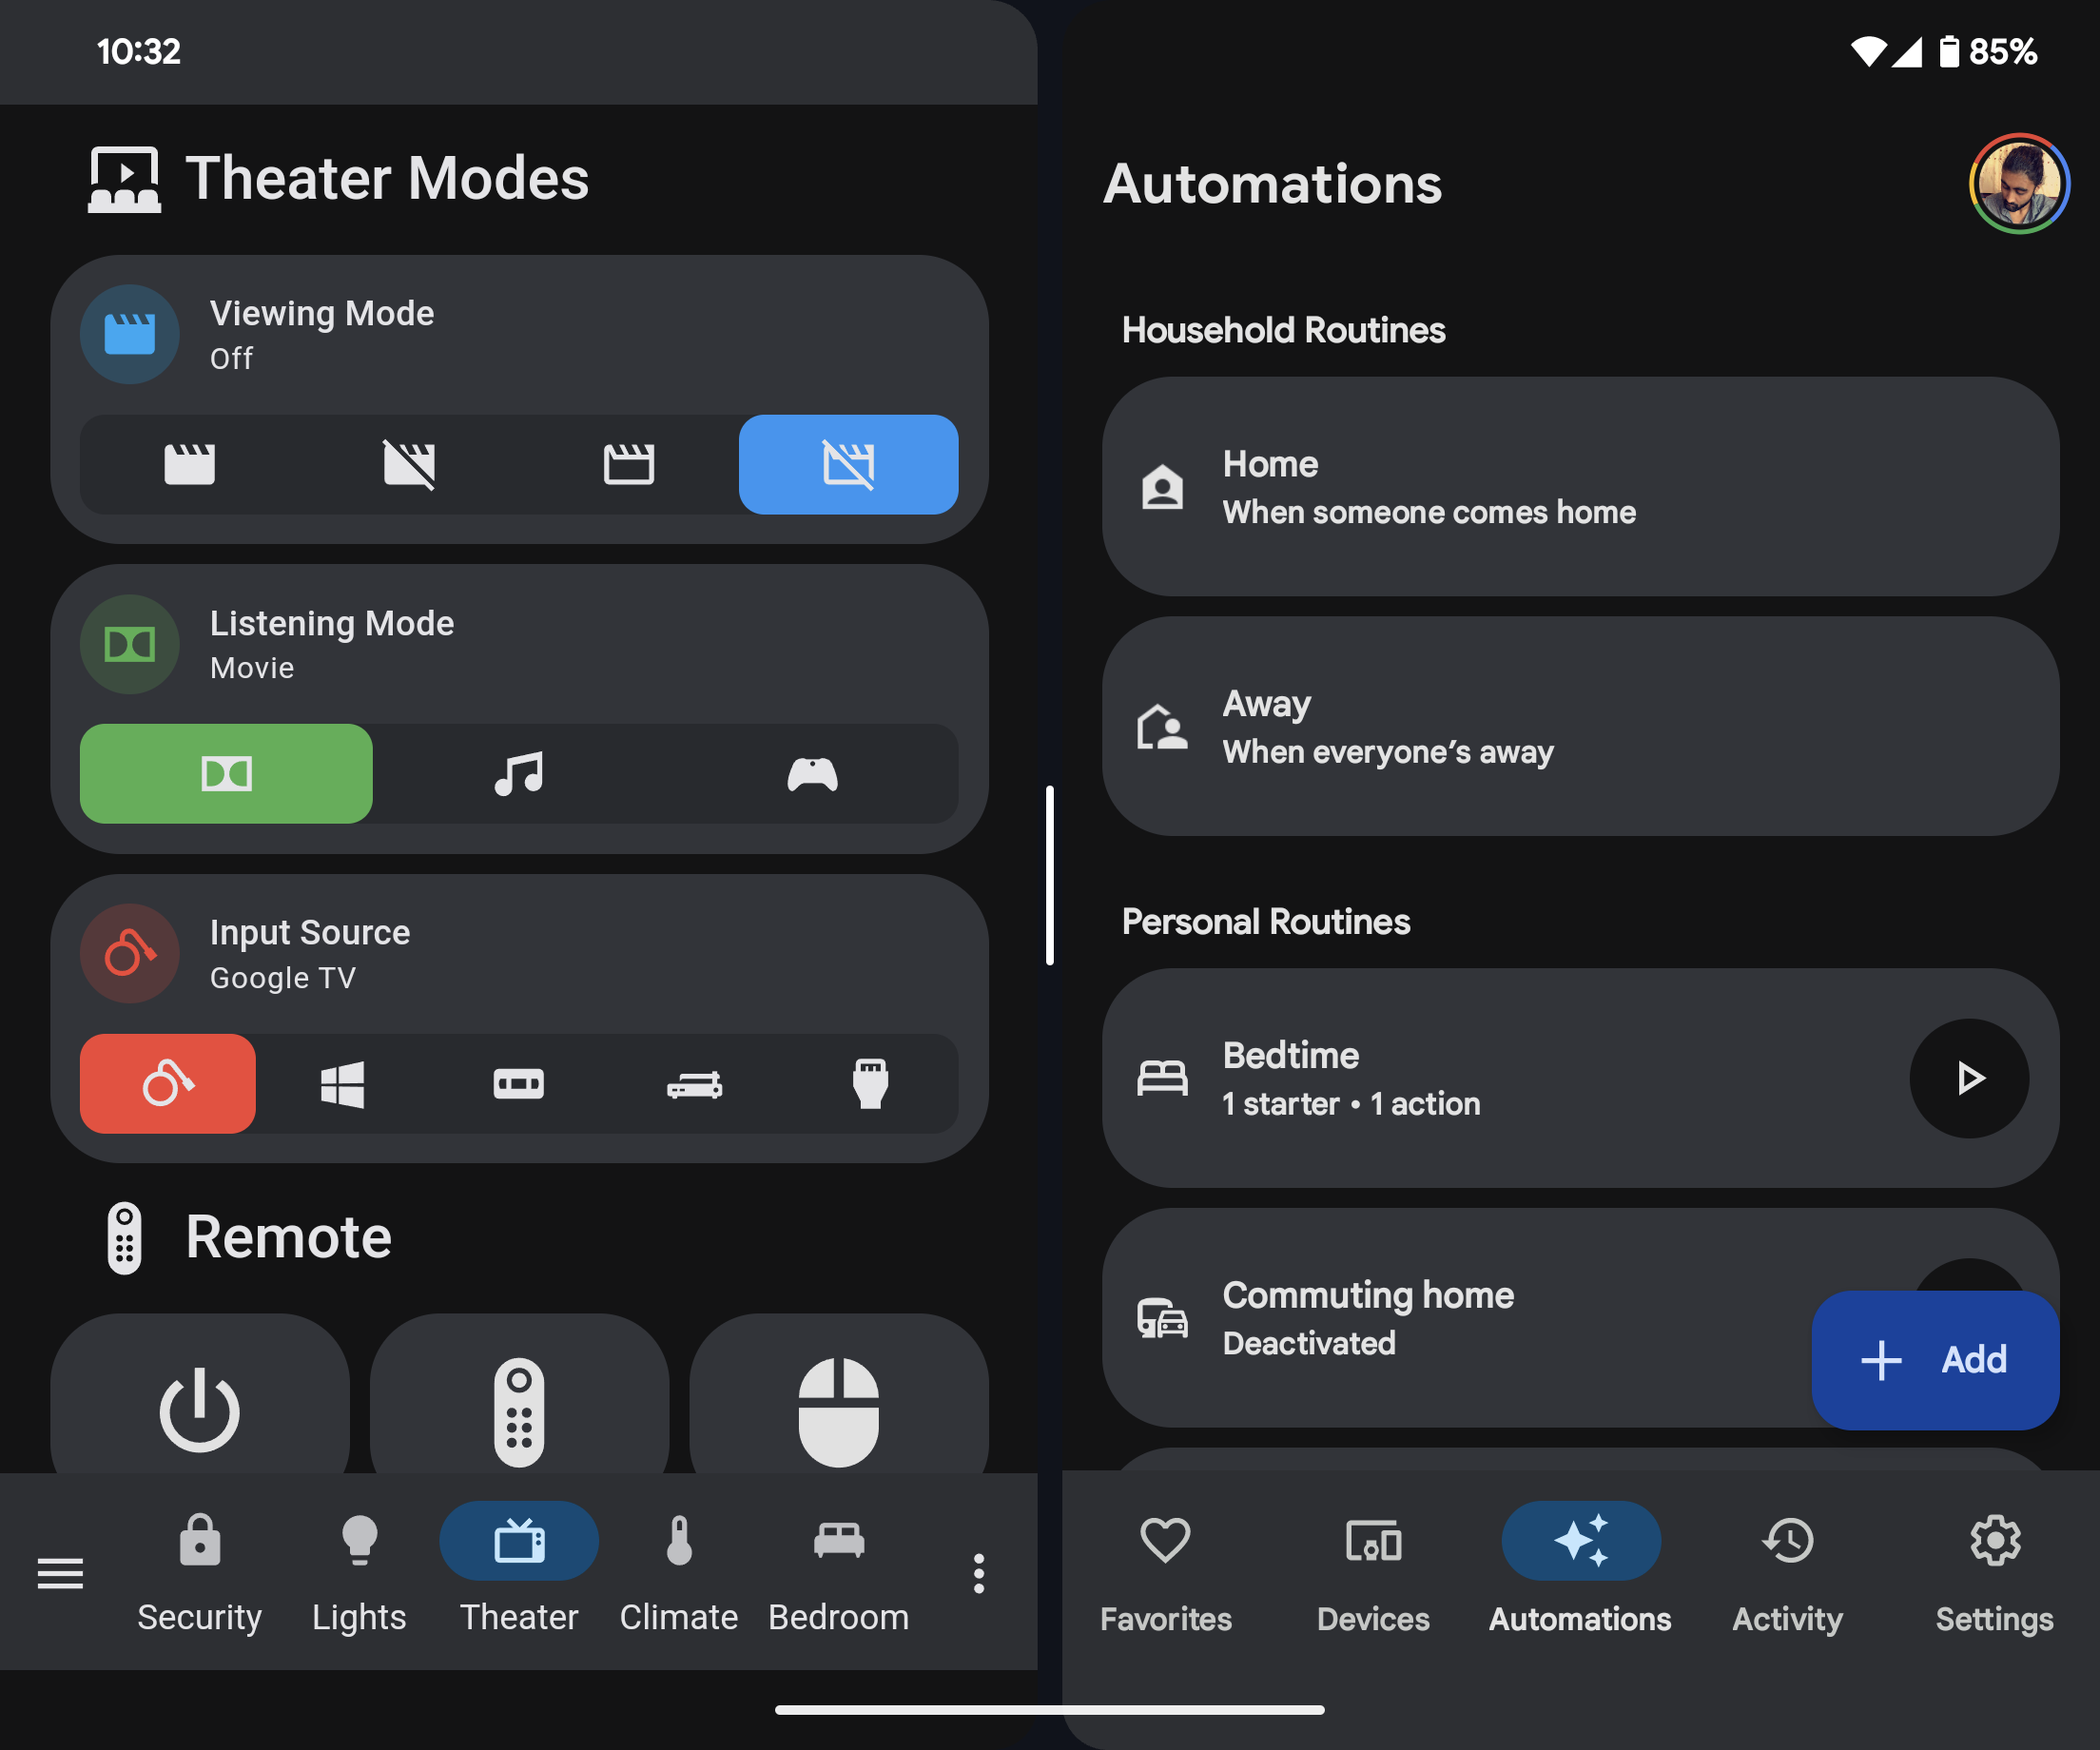 10:32
85%
Theater Modes
Viewing Mode
Off
Listening Mode
Movie
Input Source
Google TV
Remote
Security
Lights
Theater
Climate
Bedroom
Automations
Household Routines
Home
When someone comes home
Away
When everyone’s away
Personal Routines
Bedtime
1 starter • 1 action
Commuting home
Deactivated
Add
Favorites
Devices
Automations
Activity
Settings